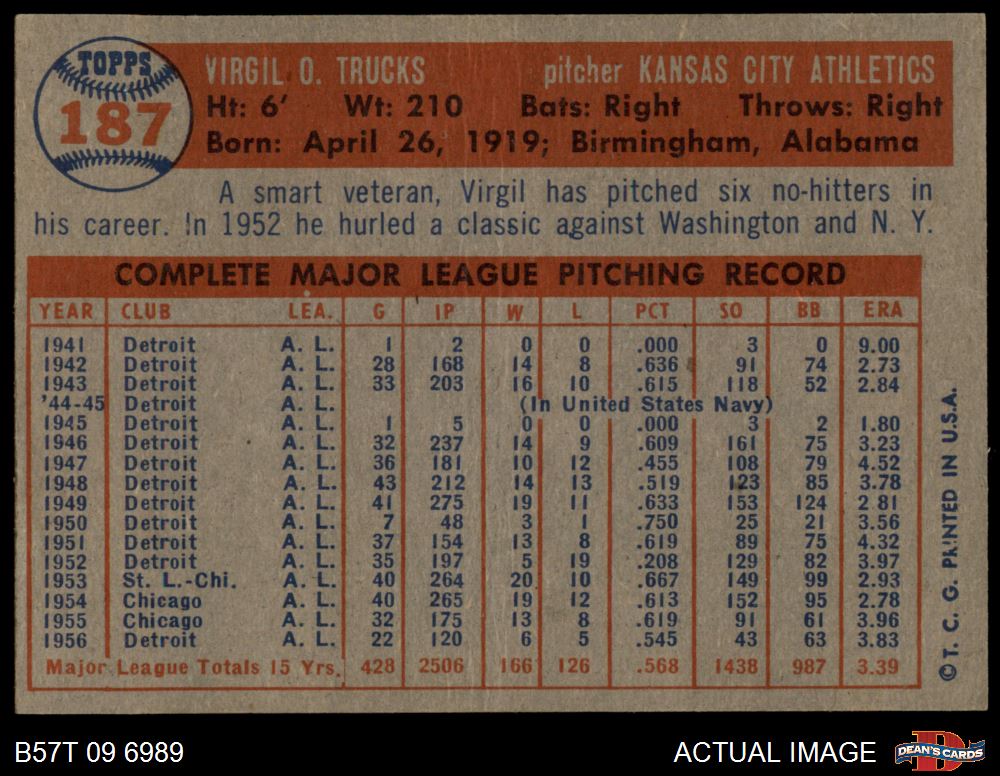 TOPPS
187
VIRGIL O. TRUCKS pitcher KANSAS CITY ATHLETICS
Ht: 6' Wt: 210 Bats: Right Throws: Right
Born: April 26, 1919; Birmingham, Alabama
A smart veteran, Virgil has pitched six no-hitters in
his career. In 1952 he hurled a classic against Washington and N. Y.
COMPLETE MAJOR LEAGUE PITCHING RECORD
YEAR CLUB LEA. G IP W L PCT SO BB ERA
1941 Detroit A. L. 1 2 0 0 .000 3 0 9.00
1942 Detroit A. L. 28 168 14 8 .636 91 74 2.73
1943 Detroit A. L. 33 203 16 10 .615 118 52 2.84
'44-45 Detroit A. L. (In United States Navy)
1945 Detroit A. L. 1 5 0 0 .000 3 2 1.80
1946 Detroit A. L. 32 237 14 9 .609 161 75 3.23
1947 Detroit A. L. 36 181 10 12 .455 108 79 4.52
1948 Detroit A. L. 43 212 14 13 .519 123 85 3.78
1949 Detroit A. L. 41 275 19 11 .633 153 124 2.81
1950 Detroit A. L. 7 48 3 1 .750 25 21 3.56
1951 Detroit A. L. 37 154 13 8 .619 89 75 4.32
1952 Detroit A. L. 35 197 5 19 .208 129 82 3.97
1953 St. L.-Chi. A. L. 40 264 20 10 .667 149 99 2.93
1954 Chicago A. L. 40 265 19 12 .613 152 95 2.78
1955 Chicago A. L. 32 175 13 8 .619 91 61 3.96
1956 Detroit A. L. 22 120 6 5 .545 43 63 3.83
Major League Totals 15 Yrs. 428 2506 166 126 .568 1438 987 3.39
© T. C. G. PRINTED IN U.S.A.
B57T 09 6989 ACTUAL IMAGE DEAN'S CARDS